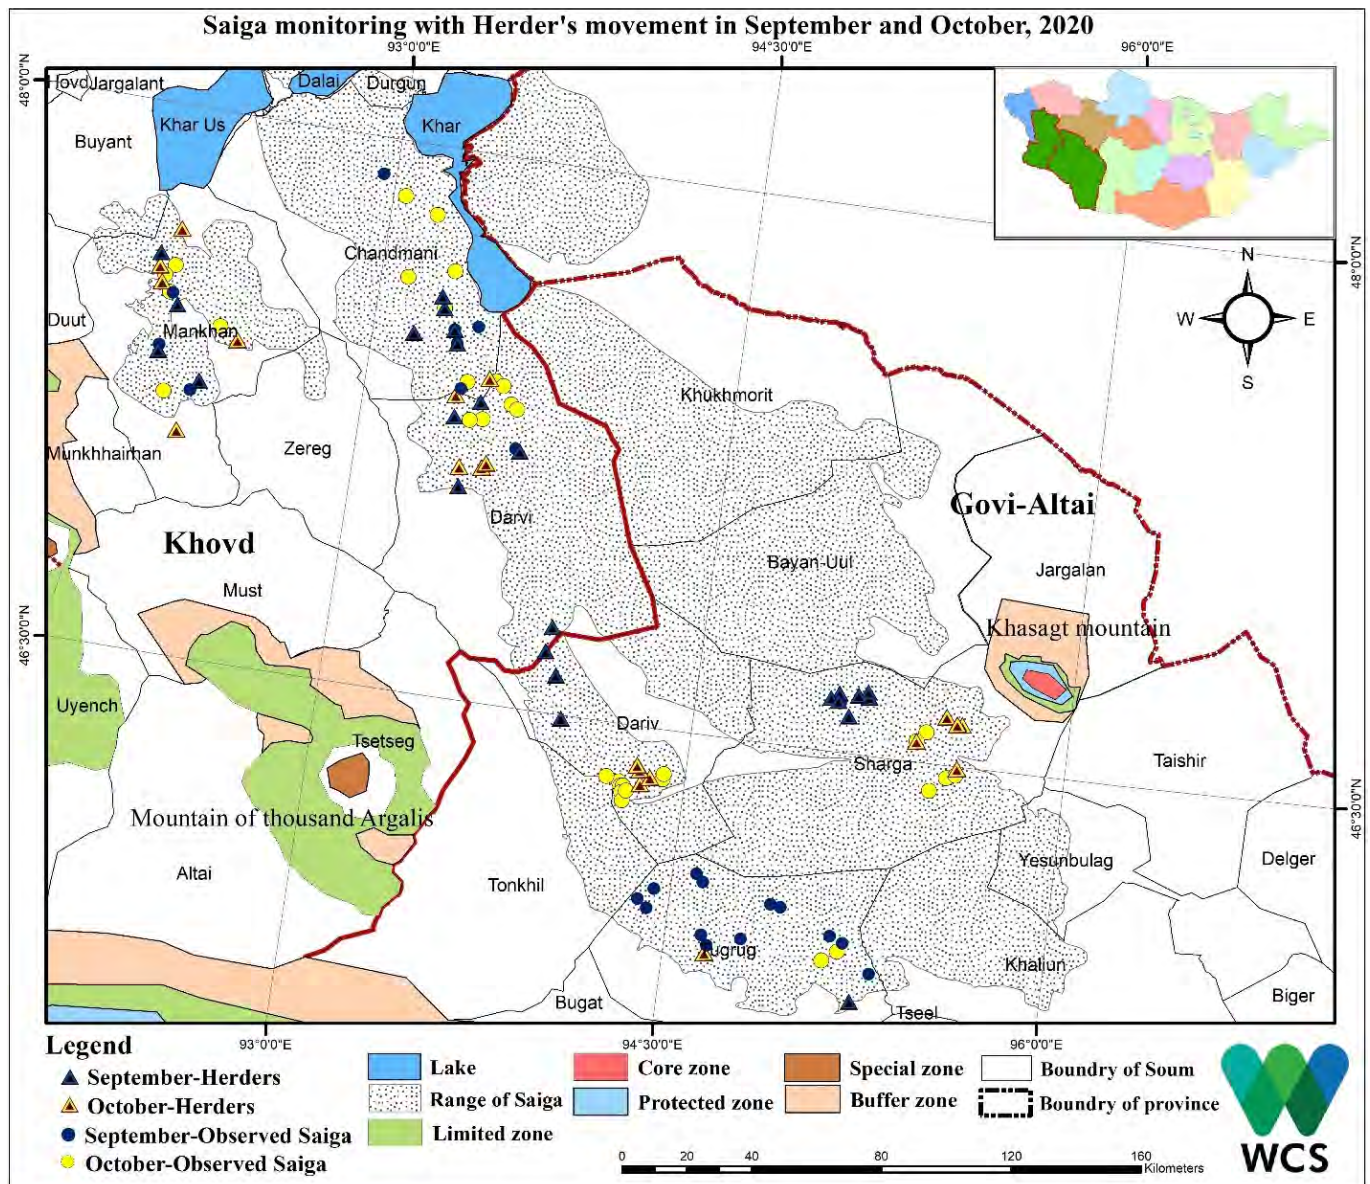 Saiga monitoring with Herder's movement in September and October, 2020
93°0'0"E
94°30'0"E
96°0'0"E
48°0'0"N
48°0'0"N
46°30'0"N
46°30'0"N
HovdJargalant
Dalai
Durgun
Khar Us
Khar
Buyant
Chandmani
Duut
Mankhan
Khukhmorit
Munkhhairhan
Zereg
Govi-Altai
Darvi
Khovd
Bayan-Uul
Jargalan
Must
Khasagt mountain
Uyench
Dariv
Tsetseg
Sharga
Taishir
Mountain of thousand Argalis
Yesunbulag
Delger
Altai
Tonkhil
Khaliun
Bugat
Biger
Tseel
N
W
E
S
93°0'0"E
94°30'0"E
96°0'0"E
Legend
September-Herders
October-Herders
September-Observed Saiga
October-Observed Saiga
Lake
Range of Saiga
Limited zone
Core zone
Protected zone
Special zone
Buffer zone
Boundry of Soum
Boundry of province
0 20 40 80 120 160
Kilometers
WCS